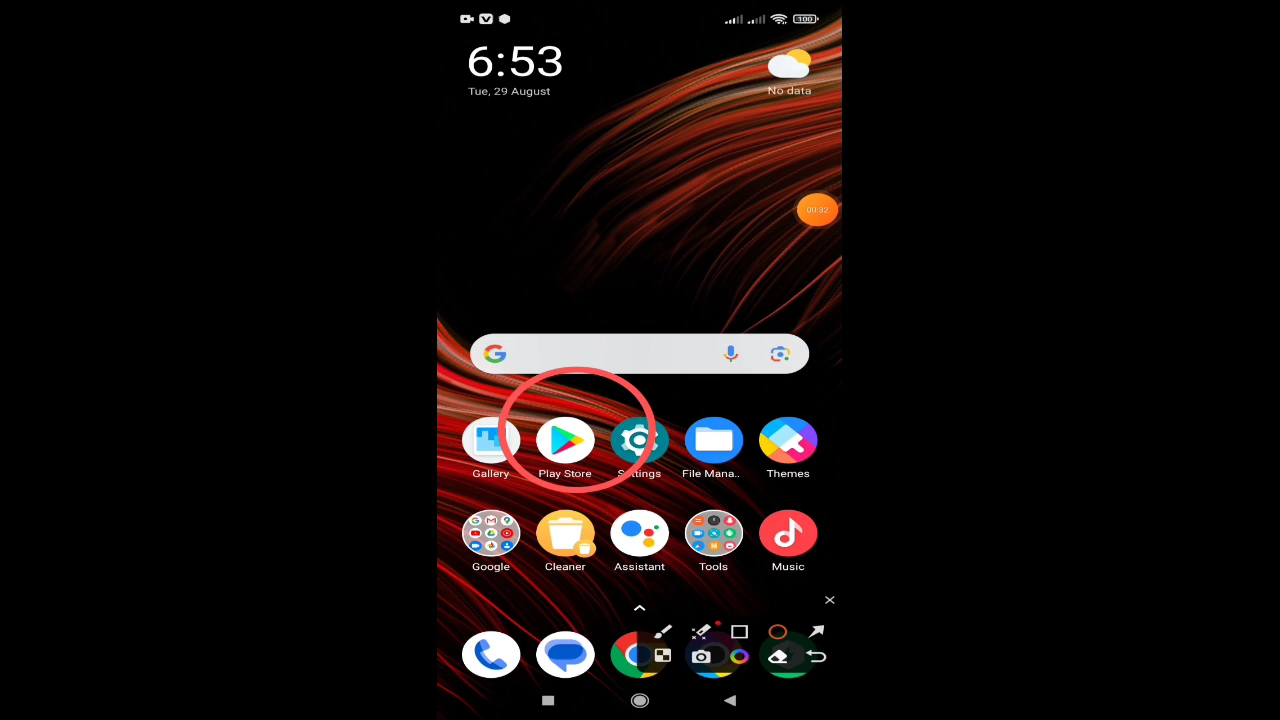 100
6:53
Tue, 29 August
No data
00:32
Gallery
Play Store
Settings
File Mana..
Themes
Google
Cleaner
Assistant
Tools
Music